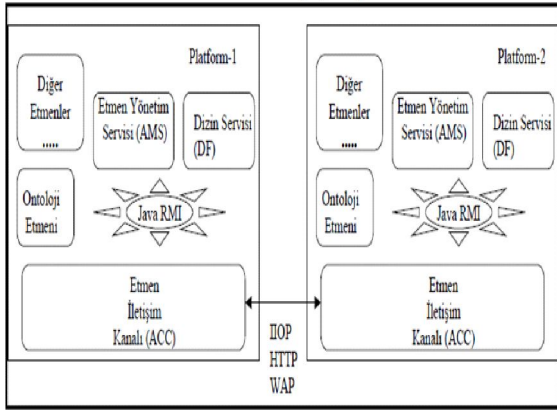 Platform-1
Diğer
Etmenler
.....
Etmen Yönetim
Servisi (AMS)
Dizin Servisi
(DF)
Ontoloji
Etmeni
Java RMI
Etmen
İletişim
Kanalı (ACC)
IIOP
HTTP
WAP
Platform-2
Diğer
Etmenler
.....
Etmen Yönetim
Servisi (AMS)
Dizin Servisi
(DF)
Ontoloji
Etmeni
Java RMI
Etmen
İletişim
Kanalı (ACC)